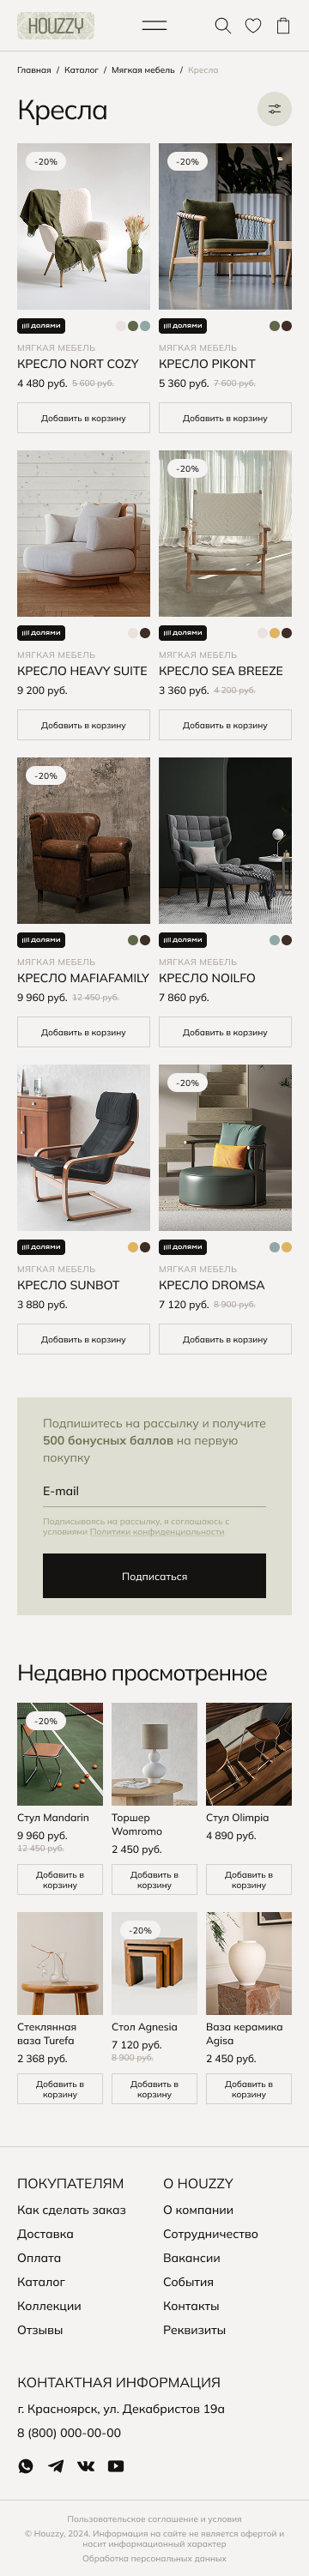 HOUZZY
Главная / Каталог / Мягкая мебель / Кресла
Кресла
-20%
-20%
долями
долями
МЯГКАЯ МЕБЕЛЬ
МЯГКАЯ МЕБЕЛЬ
КРЕСЛО NORT COZY
КРЕСЛО PIKONT
4 480 руб. 5 600 руб.
5 360 руб. 7 600 руб.
Добавить в корзину
Добавить в корзину
-20%
долями
долями
МЯГКАЯ МЕБЕЛЬ
МЯГКАЯ МЕБЕЛЬ
КРЕСЛО HEAVY SUITE
КРЕСЛО SEA BREEZE
9 200 руб.
3 360 руб. 4 200 руб.
Добавить в корзину
Добавить в корзину
-20%
долями
долями
МЯГКАЯ МЕБЕЛЬ
МЯГКАЯ МЕБЕЛЬ
КРЕСЛО MAFIAFAMILY
КРЕСЛО NOILFO
9 960 руб. 12 450 руб.
7 860 руб.
Добавить в корзину
Добавить в корзину
-20%
долями
долями
МЯГКАЯ МЕБЕЛЬ
МЯГКАЯ МЕБЕЛЬ
КРЕСЛО SUNBOT
КРЕСЛО DROMSA
3 880 руб.
7 120 руб. 8 900 руб.
Добавить в корзину
Добавить в корзину
Подпишитесь на рассылку и получите
500 бонусных баллов на первую
покупку
E-mail
Подписываясь на рассылку, я соглашаюсь с
условиями Политики конфиденциальности
Подписаться
Недавно просмотренное
-20%
Стул Mandarin
9 960 руб.
12 450 руб.
Добавить в
корзину
Торшер
Womromo
2 450 руб.
Добавить в
корзину
Стул Olimpia
4 890 руб.
Добавить в
корзину
Стеклянная
ваза Turefa
2 368 руб.
Добавить в
корзину
-20%
Стол Agnesia
7 120 руб.
8 900 руб.
Добавить в
корзину
Ваза керамика
Agisa
2 450 руб.
Добавить в
корзину
ПОКУПАТЕЛЯМ
Как сделать заказ
Доставка
Оплата
Каталог
Коллекции
Отзывы
О HOUZZY
О компании
Сотрудничество
Вакансии
События
Контакты
Реквизиты
КОНТАКТНАЯ ИНФОРМАЦИЯ
г. Красноярск, ул. Декабристов 19а
8 (800) 000-00-00
Пользовательское соглашение и условия
© Houzzy, 2024. Информация на сайте не является офертой и
носит информационный характер
Обработка персональных данных